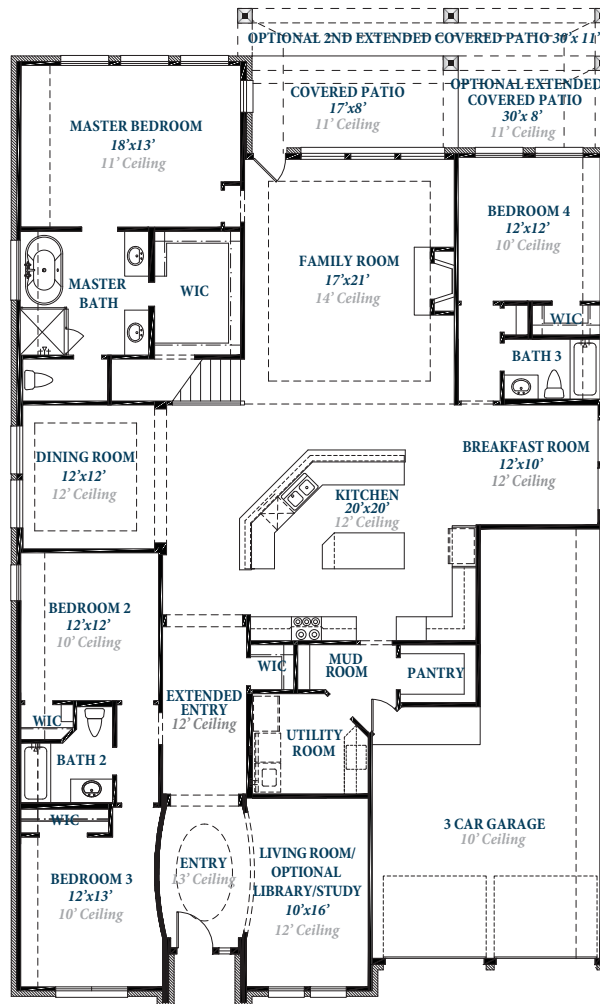 OPTIONAL 2ND EXTENDED COVERED PATIO 30'x 11'
COVERED PATIO
17'x8'
11' Ceiling
OPTIONAL EXTENDED
COVERED PATIO
30'x 8'
11' Ceiling
MASTER BEDROOM
18'x13'
11' Ceiling
BEDROOM 4
12'x12'
10' Ceiling
FAMILY ROOM
17'x21'
14' Ceiling
MASTER
BATH
WIC
WIC
BATH 3
DINING ROOM
12'x12'
12' Ceiling
BREAKFAST ROOM
12'x10'
12' Ceiling
KITCHEN
20'x20'
12' Ceiling
BEDROOM 2
12'x12'
10' Ceiling
WIC
MUD
ROOM
PANTRY
EXTENDED
ENTRY
12' Ceiling
WIC
UTILITY
ROOM
BATH 2
WIC
3 CAR GARAGE
10' Ceiling
ENTRY
13' Ceiling
LIVING ROOM/
OPTIONAL
LIBRARY/STUDY
10'x16'
12' Ceiling
BEDROOM 3
12'x13'
10' Ceiling